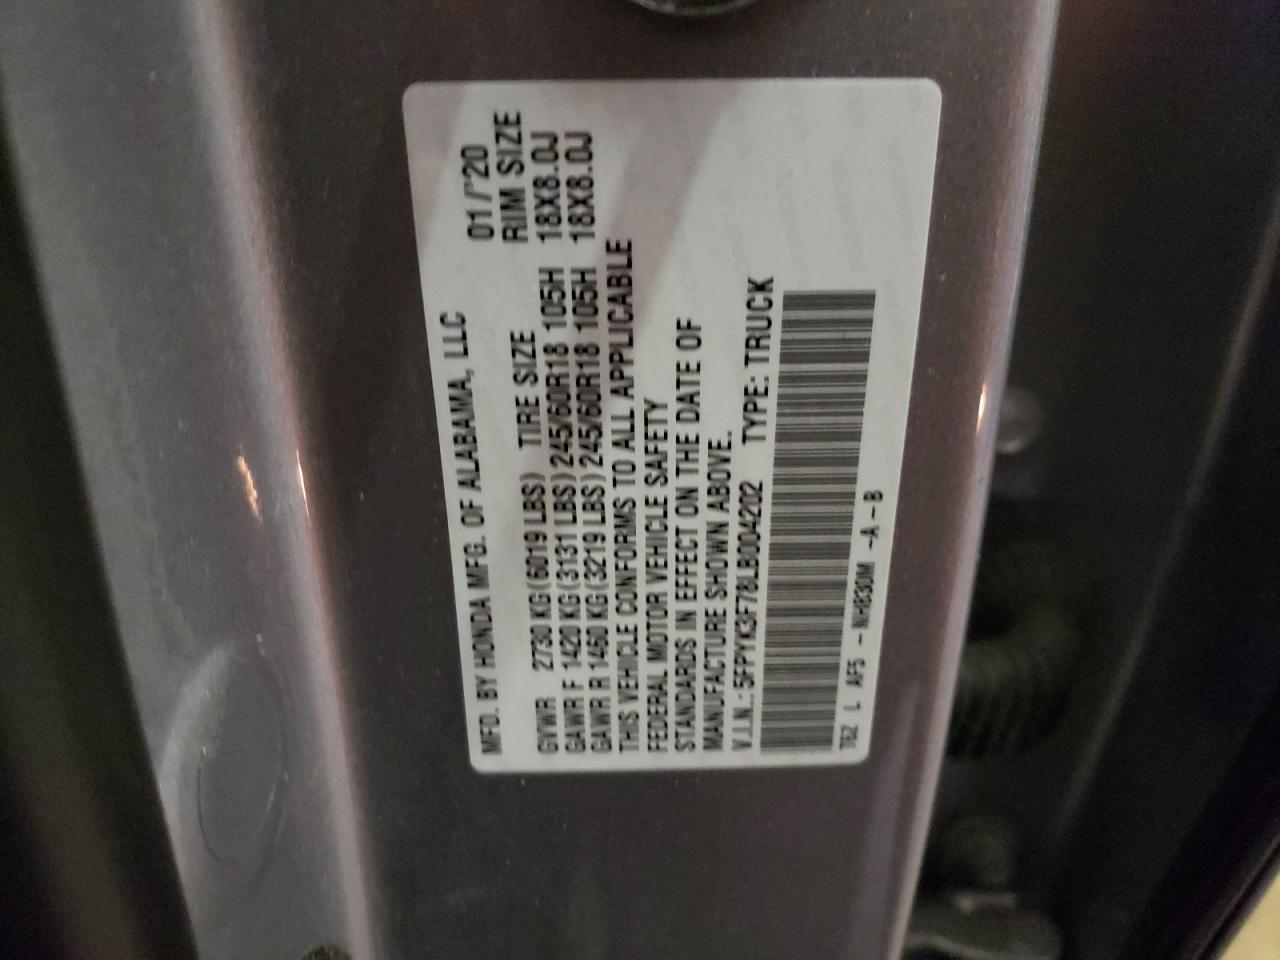 MFD. BY HONDA MFG. OF ALABAMA, LLC 01/'20
TIRE SIZE RIM SIZE
GVWR 2730 KG(6019 LBS)
GAWR F 1420 KG(3131 LBS) 245/60R18 105H 18X8.0J
GAWR R 1460 KG(3219 LBS) 245/60R18 105H 18X8.0J
THIS VEHICLE CONFORMS TO ALL APPLICABLE
FEDERAL MOTOR VEHICLE SAFETY
STANDARDS IN EFFECT ON THE DATE OF
MANUFACTURE SHOWN ABOVE.
V.I.N.: 5FPYK3F78LB004202 TYPE: TRUCK
T6Z L AF5 -NH830M -A -B